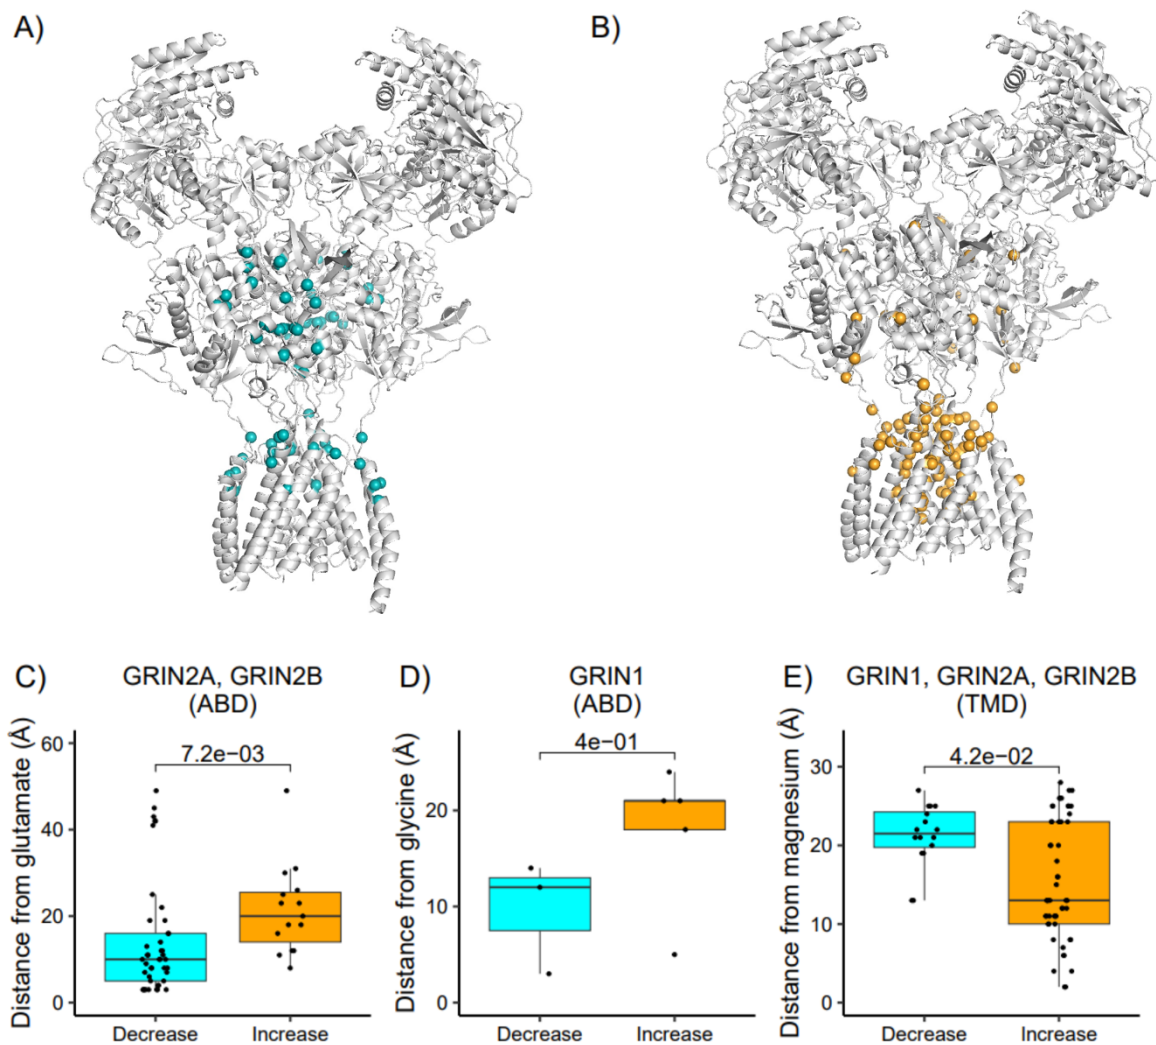 A)
B)
C)
GRIN2A, GRIN2B
(ABD)
Distance from glutamate (Å)
60
40
20
0
7.2e−03
Decrease
Increase
D)
GRIN1
(ABD)
Distance from glycine (Å)
20
10
0
4e−01
Decrease
Increase
E)
GRIN1, GRIN2A, GRIN2B
(TMD)
Distance from magnesium (Å)
30
20
10
0
4.2e−02
Decrease
Increase